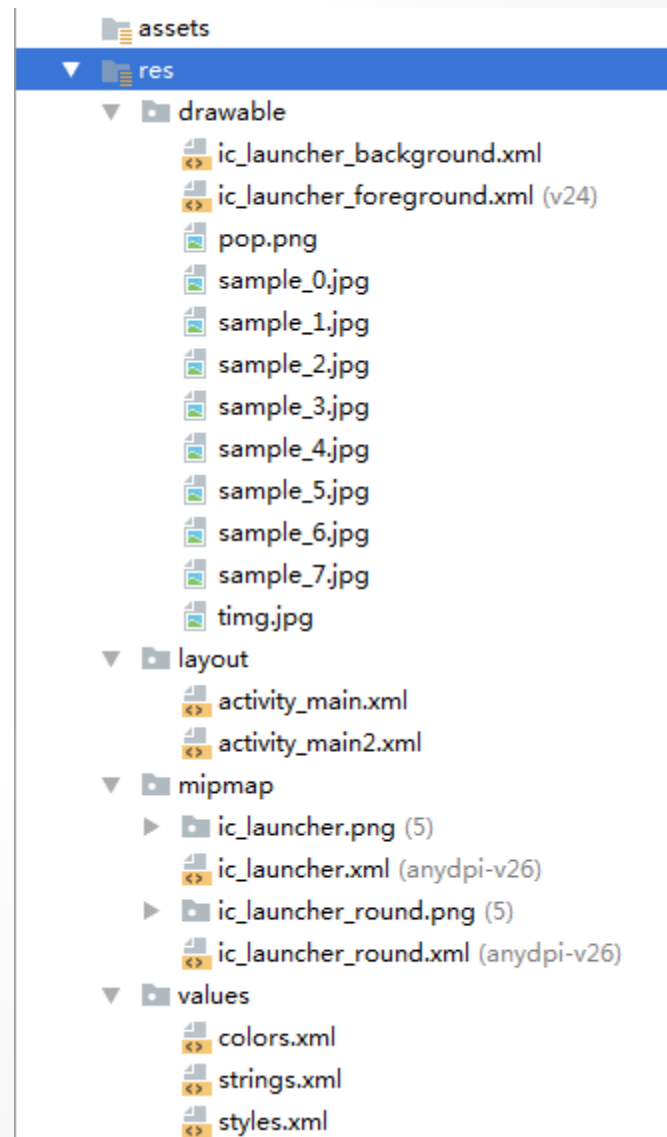 assets
res
drawable
ic_launcher_background.xml
ic_launcher_foreground.xml (v24)
pop.png
sample_0.jpg
sample_1.jpg
sample_2.jpg
sample_3.jpg
sample_4.jpg
sample_5.jpg
sample_6.jpg
sample_7.jpg
timg.jpg
layout
activity_main.xml
activity_main2.xml
mipmap
ic_launcher.png (5)
ic_launcher.xml (anydpi-v26)
ic_launcher_round.png (5)
ic_launcher_round.xml (anydpi-v26)
values
colors.xml
strings.xml
styles.xml